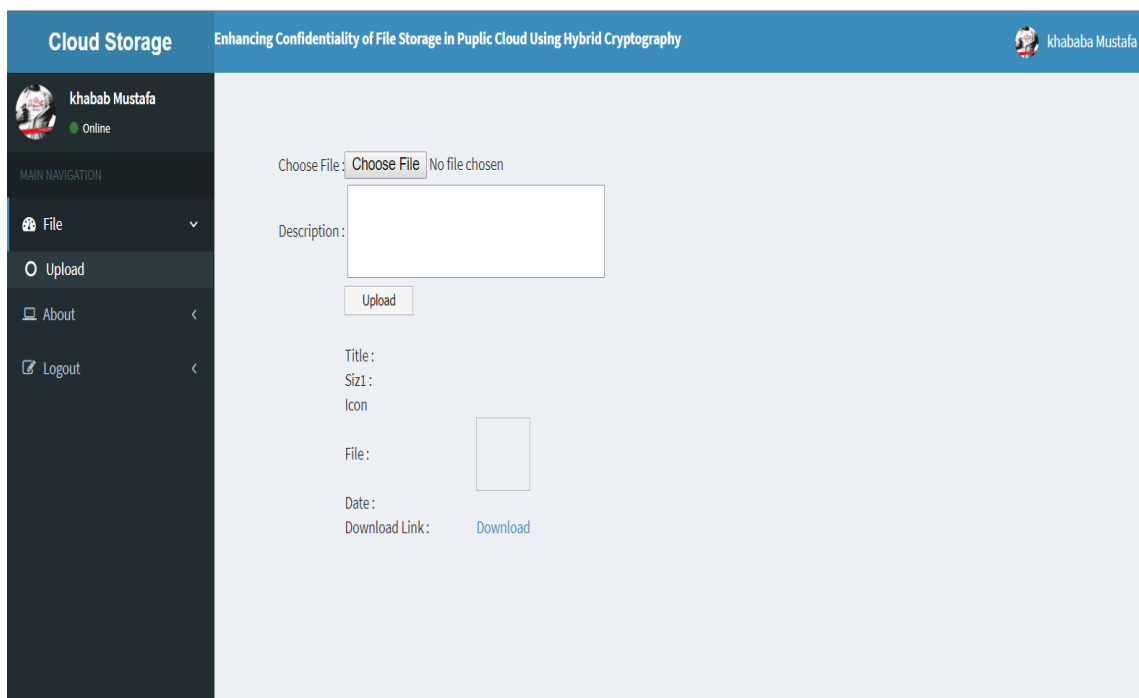 Cloud Storage
Enhancing Confidentiality of File Storage in Puplic Cloud Using Hybrid Cryptography
khababa Mustafa
khabab Mustafa
Online
MAIN NAVIGATION
File
Upload
About
Logout
Choose File : Choose File No file chosen
Description :
Upload
Title :
Siz1 :
Icon
File :
Date :
Download Link : Download